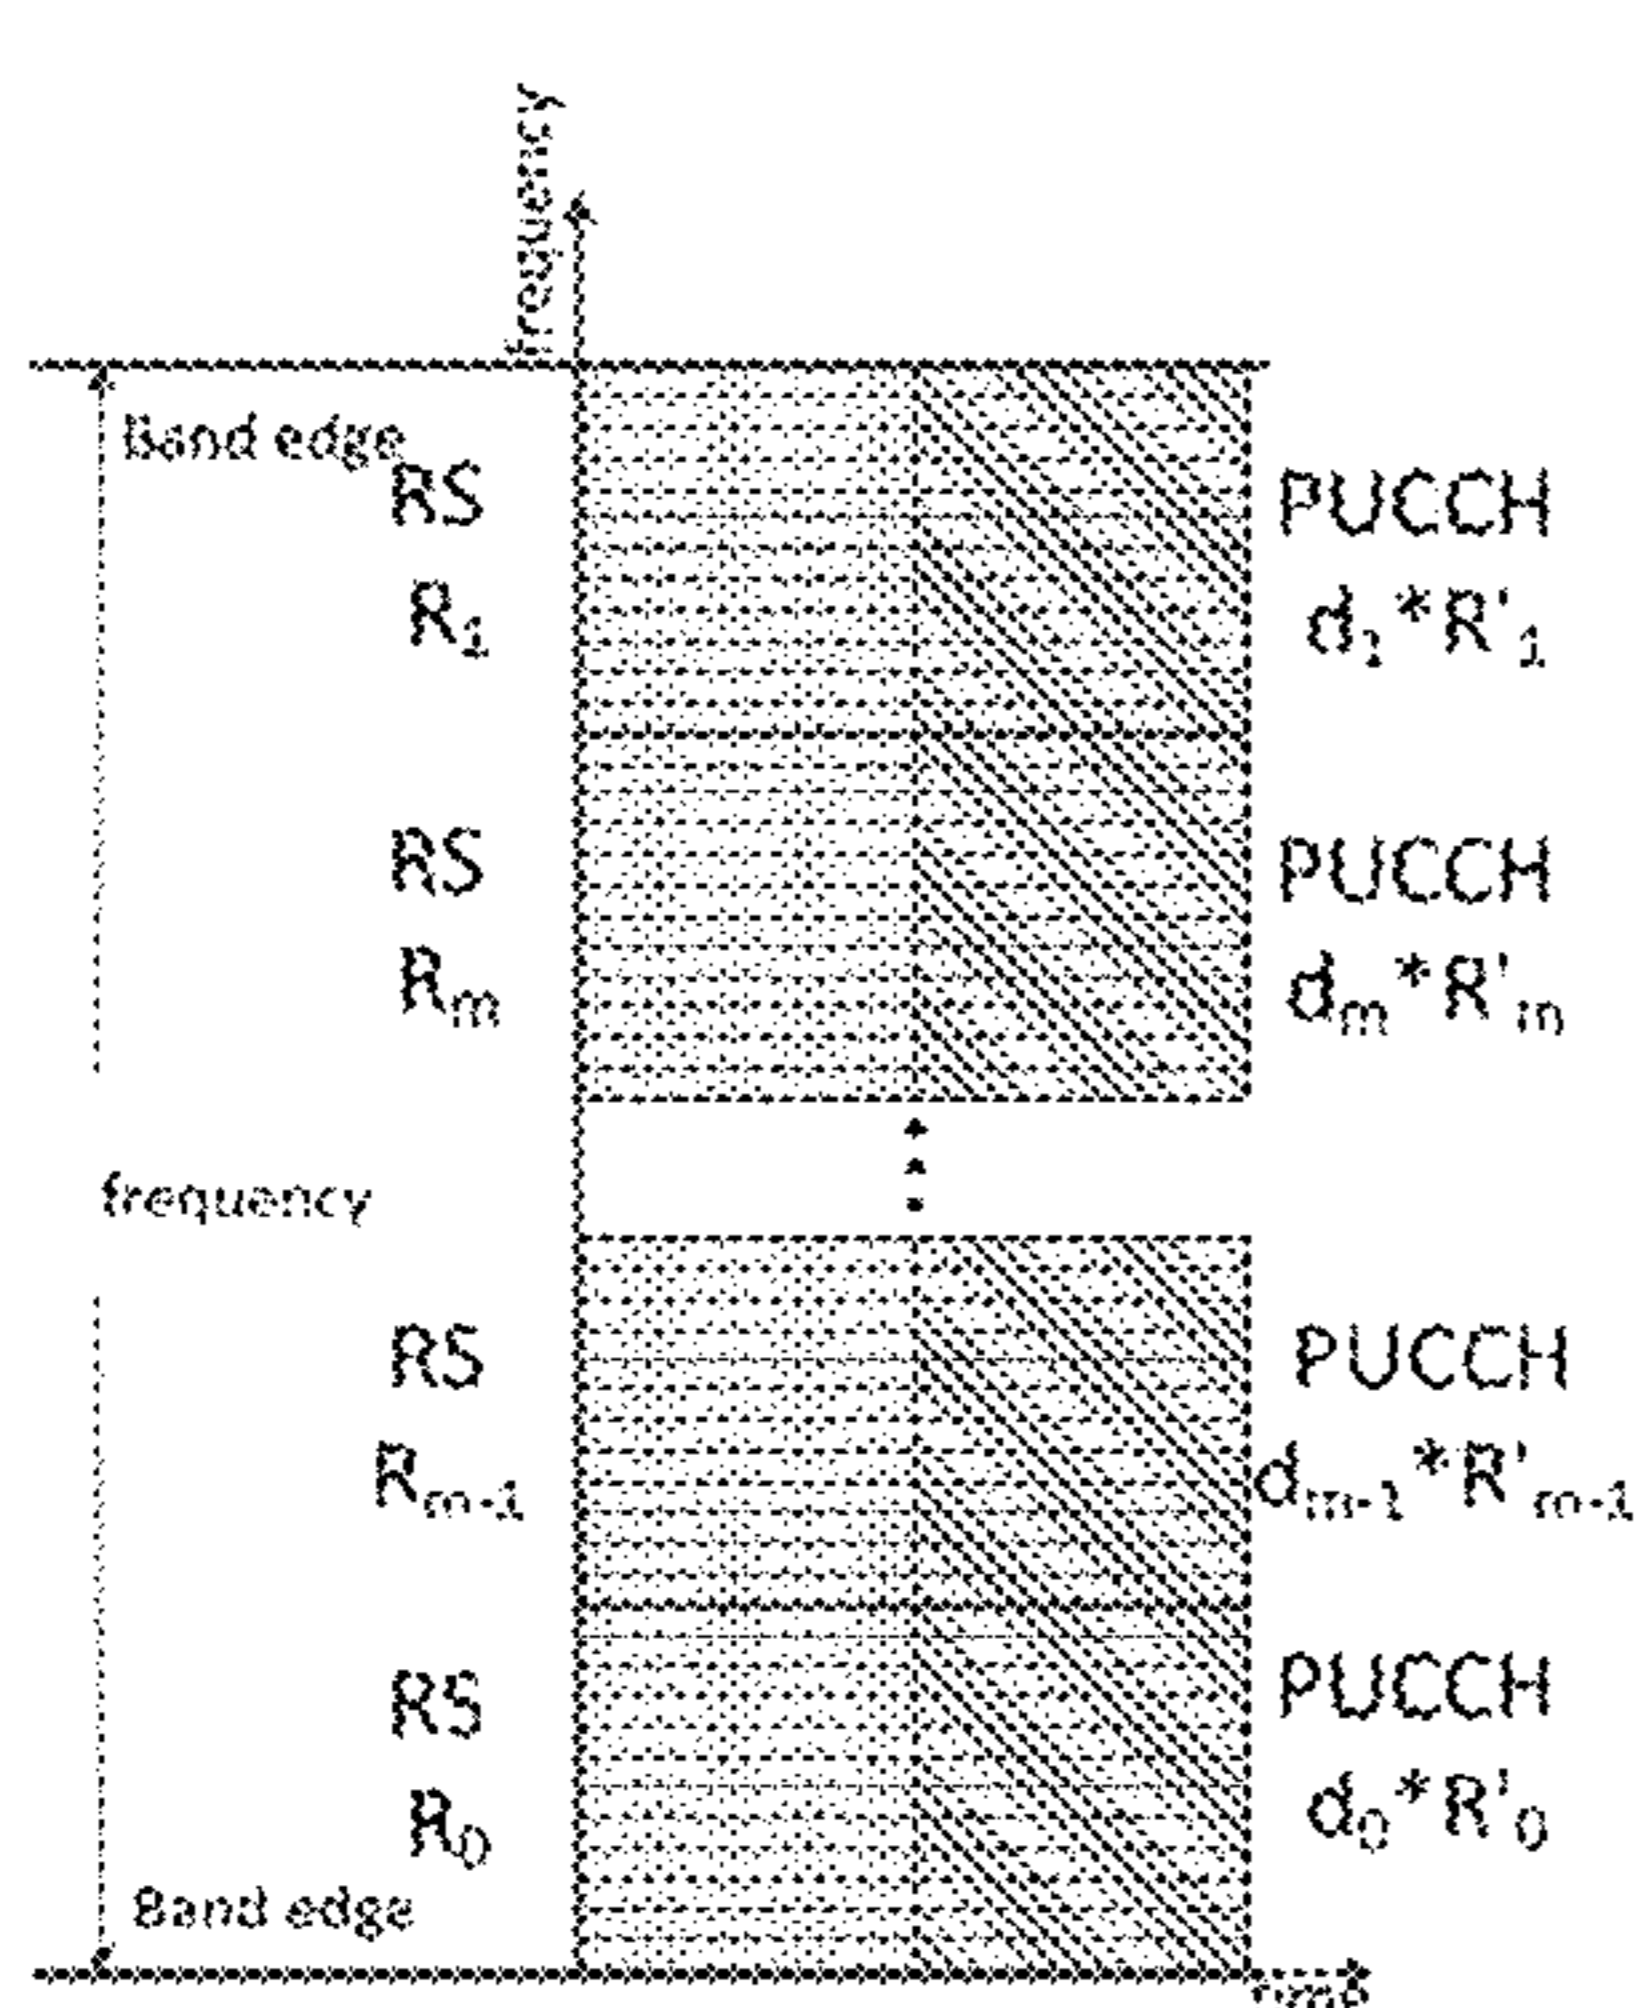 frequency
Band edge
RS
PUCCH
R₁
d₁*R'₁
RS
PUCCH
Rₘ
dₘ*R'ₘ
frequency
RS
PUCCH
Rₘ₋₁
dₘ₋₁*R'ₘ₋₁
RS
PUCCH
R₀
d₀*R'₀
Band edge
time